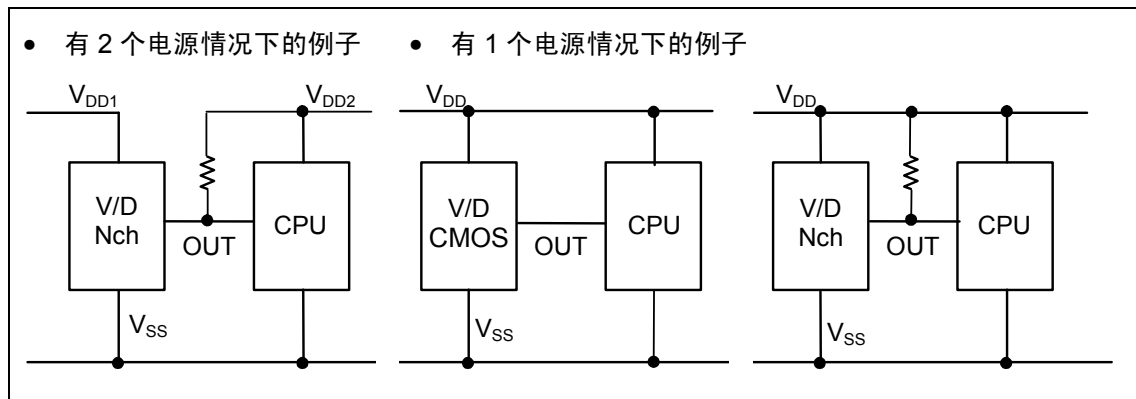 • 有 2 个电源情况下的例子
• 有 1 个电源情况下的例子
VDD1
VDD2
V/D
Nch
OUT
CPU
VSS
VDD
V/D
CMOS
OUT
CPU
VSS
VDD
V/D
Nch
OUT
CPU
VSS